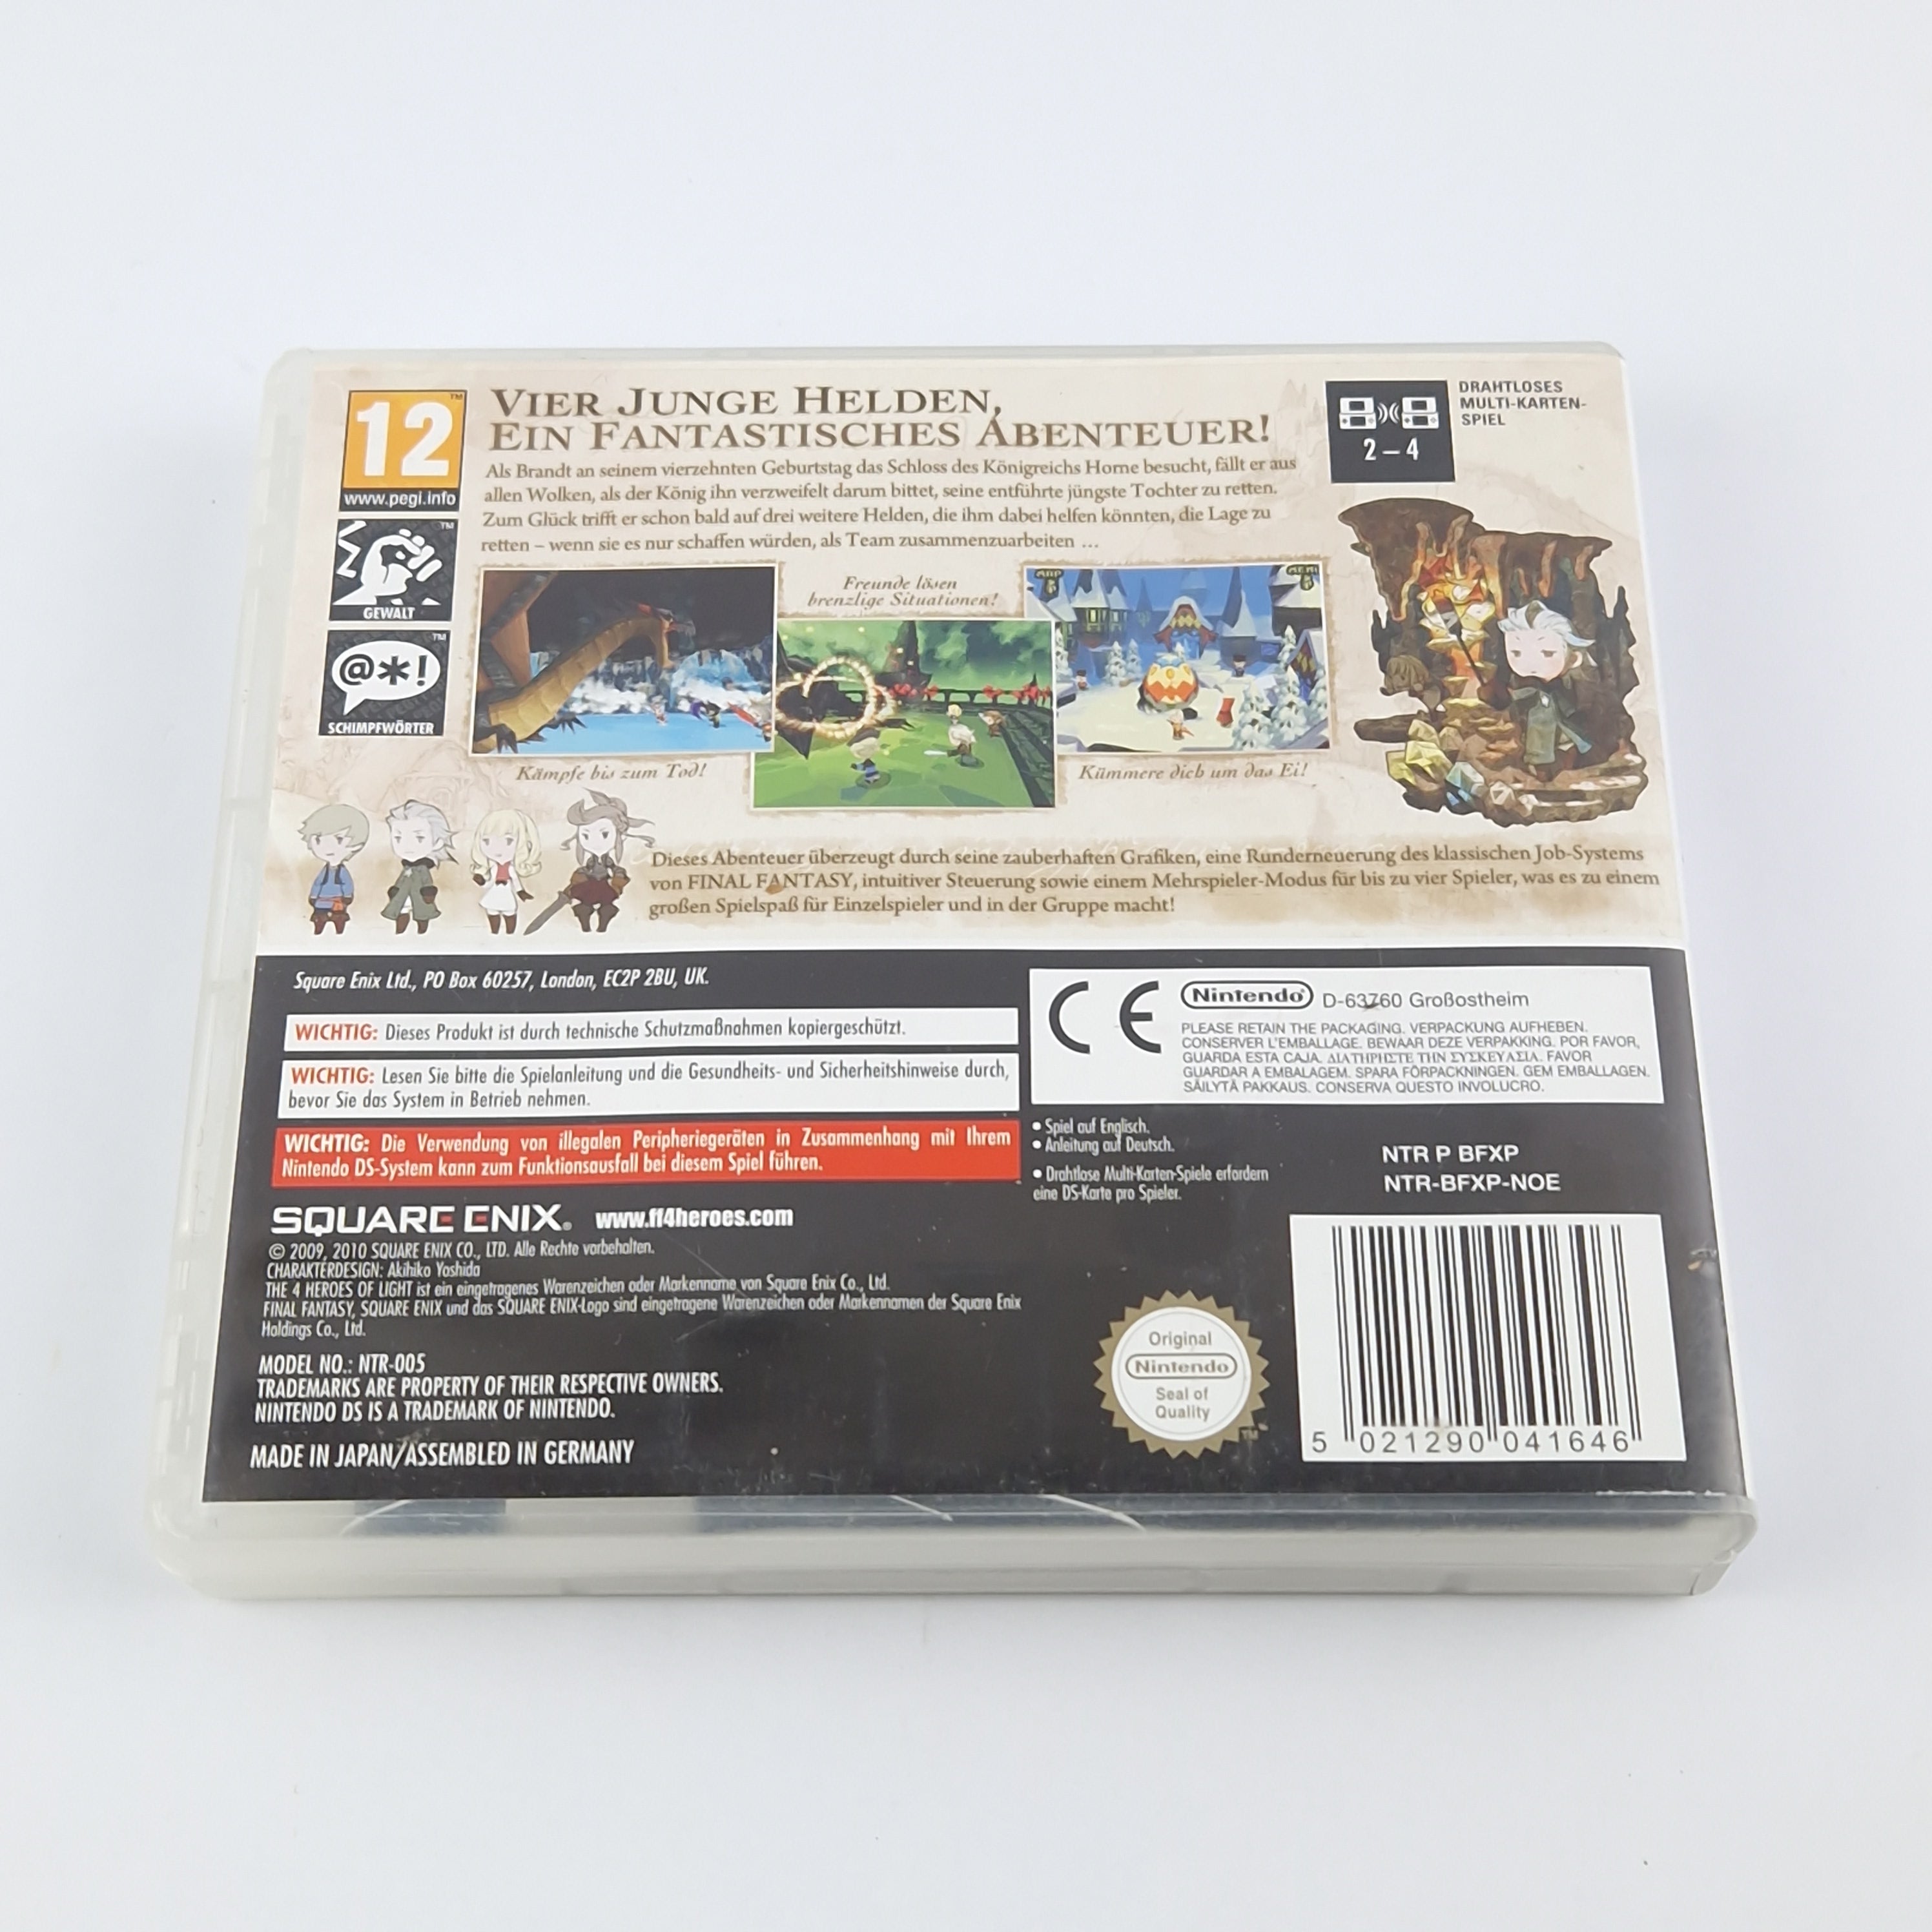 12™
www.pegi.info
™
GEWALT
™
@*!
SCHIMPFWÖRTER
VIER JUNGE HELDEN,
EIN FANTASTISCHES ABENTEUER!
Als Brandt an seinem vierzehnten Geburtstag das Schloss des Königreichs Horne besucht, fällt er aus
allen Wolken, als der König ihn verzweifelt darum bittet, seine entführte jüngste Tochter zu retten.
Zum Glück trifft er schon bald auf drei weitere Helden, die ihm dabei helfen könnten, die Lage zu
retten – wenn sie es nur schaffen würden, als Team zusammenzuarbeiten ...
2 – 4
DRAHTLOSES
MULTI-KARTEN-
SPIEL
Freunde lösen
brenzlige Situationen!
MAP
MENU
Kämpfe bis zum Tod!
Kümmere dich um das Ei!
Dieses Abenteuer überzeugt durch seine zauberhaften Grafiken, eine Runderneuerung des klassischen Job-Systems
von FINAL FANTASY, intuitiver Steuerung sowie einem Mehrspieler-Modus für bis zu vier Spieler, was es zu einem
großen Spielspaß für Einzelspieler und in der Gruppe macht!
Square Enix Ltd., PO Box 60257, London, EC2P 2BU, UK.
WICHTIG: Dieses Produkt ist durch technische Schutzmaßnahmen kopiergeschützt.
WICHTIG: Lesen Sie bitte die Spielanleitung und die Gesundheits- und Sicherheitshinweise durch,
bevor Sie das System in Betrieb nehmen.
WICHTIG: Die Verwendung von illegalen Peripheriegeräten in Zusammenhang mit Ihrem
Nintendo DS-System kann zum Funktionsausfall bei diesem Spiel führen.
SQUARE ENIX® www.ff4heroes.com
© 2009, 2010 SQUARE ENIX CO., LTD. Alle Rechte vorbehalten.
CHARAKTERDESIGN: Akihiko Yoshida
THE 4 HEROES OF LIGHT ist ein eingetragenes Warenzeichen oder Markenname von Square Enix Co., Ltd.
FINAL FANTASY, SQUARE ENIX und das SQUARE ENIX-Logo sind eingetragene Warenzeichen oder Markennamen der Square Enix
Holdings Co., Ltd.
MODEL NO.: NTR-005
TRADEMARKS ARE PROPERTY OF THEIR RESPECTIVE OWNERS.
NINTENDO DS IS A TRADEMARK OF NINTENDO.
MADE IN JAPAN/ASSEMBLED IN GERMANY
CE
Nintendo® D-63760 Großostheim
PLEASE RETAIN THE PACKAGING. VERPACKUNG AUFHEBEN.
CONSERVER L'EMBALLAGE. BEWAAR DEZE VERPAKKING. POR FAVOR,
GUARDA ESTA CAJA. ΔΙΑΤΗΡΗΣΤΕ ΤΗΝ ΣΥΣΚΕΥΑΣΙΑ. FAVOR
GUARDAR A EMBALAGEM. SPARA FÖRPACKNINGEN. GEM EMBALLAGEN.
SÄILYTÄ PAKKAUS. CONSERVA QUESTO INVOLUCRO.
• Spiel auf Englisch.
• Anleitung auf Deutsch.
• Drahtlose Multi-Karten-Spiele erfordern
eine DS-Karte pro Spieler.
NTR P BFXP
NTR-BFXP-NOE
Original
Nintendo
Seal of
Quality
™
5 021290 041646